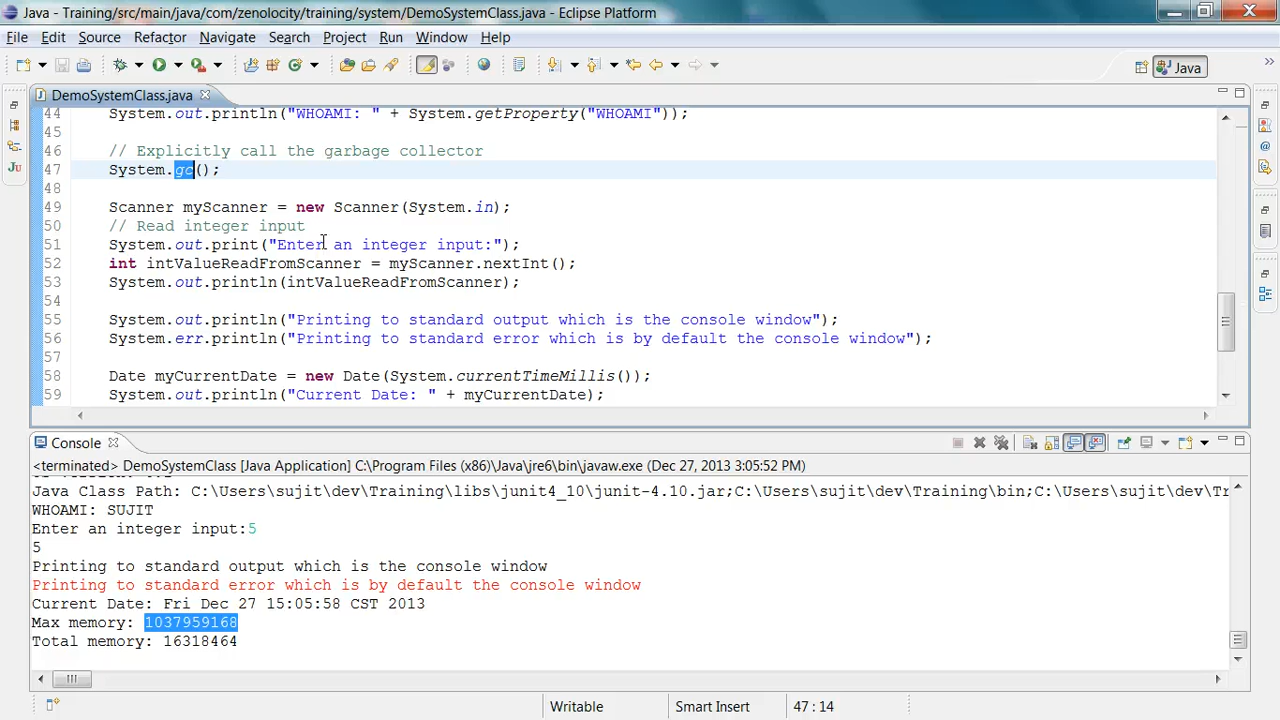 Java - Training/src/main/java/com/zenolocity/training/system/DemoSystemClass.java - Eclipse Platform
File Edit Source Refactor Navigate Search Project Run Window Help
Java
DemoSystemClass.java
44 System.out.println("WHOAMI: " + System.getProperty("WHOAMI"));
45
46 // Explicitly call the garbage collector
47 System.gc();
48
49 Scanner myScanner = new Scanner(System.in);
50 // Read integer input
51 System.out.print("Enter an integer input:");
52 int intValueReadFromScanner = myScanner.nextInt();
53 System.out.println(intValueReadFromScanner);
54
55 System.out.println("Printing to standard output which is the console window");
56 System.err.println("Printing to standard error which is by default the console window");
57
58 Date myCurrentDate = new Date(System.currentTimeMillis());
59 System.out.println("Current Date: " + myCurrentDate);
Console
<terminated> DemoSystemClass [Java Application] C:\Program Files (x86)\Java\jre6\bin\javaw.exe (Dec 27, 2013 3:05:52 PM)
Java Class Path: C:\Users\sujit\dev\Training\libs\junit4_10\junit-4.10.jar;C:\Users\sujit\dev\Training\bin;C:\Users\sujit\dev\Tr
WHOAMI: SUJIT
Enter an integer input:5
5
Printing to standard output which is the console window
Printing to standard error which is by default the console window
Current Date: Fri Dec 27 15:05:58 CST 2013
Max memory: 1037959168
Total memory: 16318464
Writable Smart Insert 47 : 14